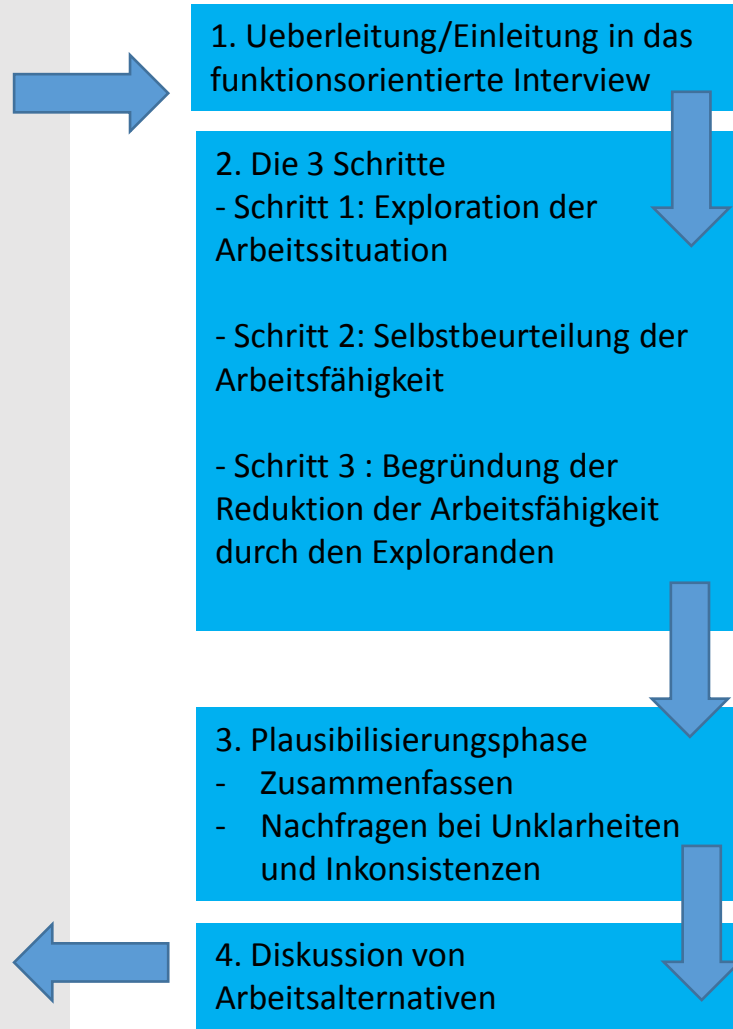 1. Ueberleitung/Einleitung in das
funktionsorientierte Interview
2. Die 3 Schritte
- Schritt 1: Exploration der
Arbeitssituation
- Schritt 2: Selbstbeurteilung der
Arbeitsfähigkeit
- Schritt 3 : Begründung der
Reduktion der Arbeitsfähigkeit
durch den Exploranden
3. Plausibilisierungsphase
- Zusammenfassen
- Nachfragen bei Unklarheiten
und Inkonsistenzen
4. Diskussion von
Arbeitsalternativen